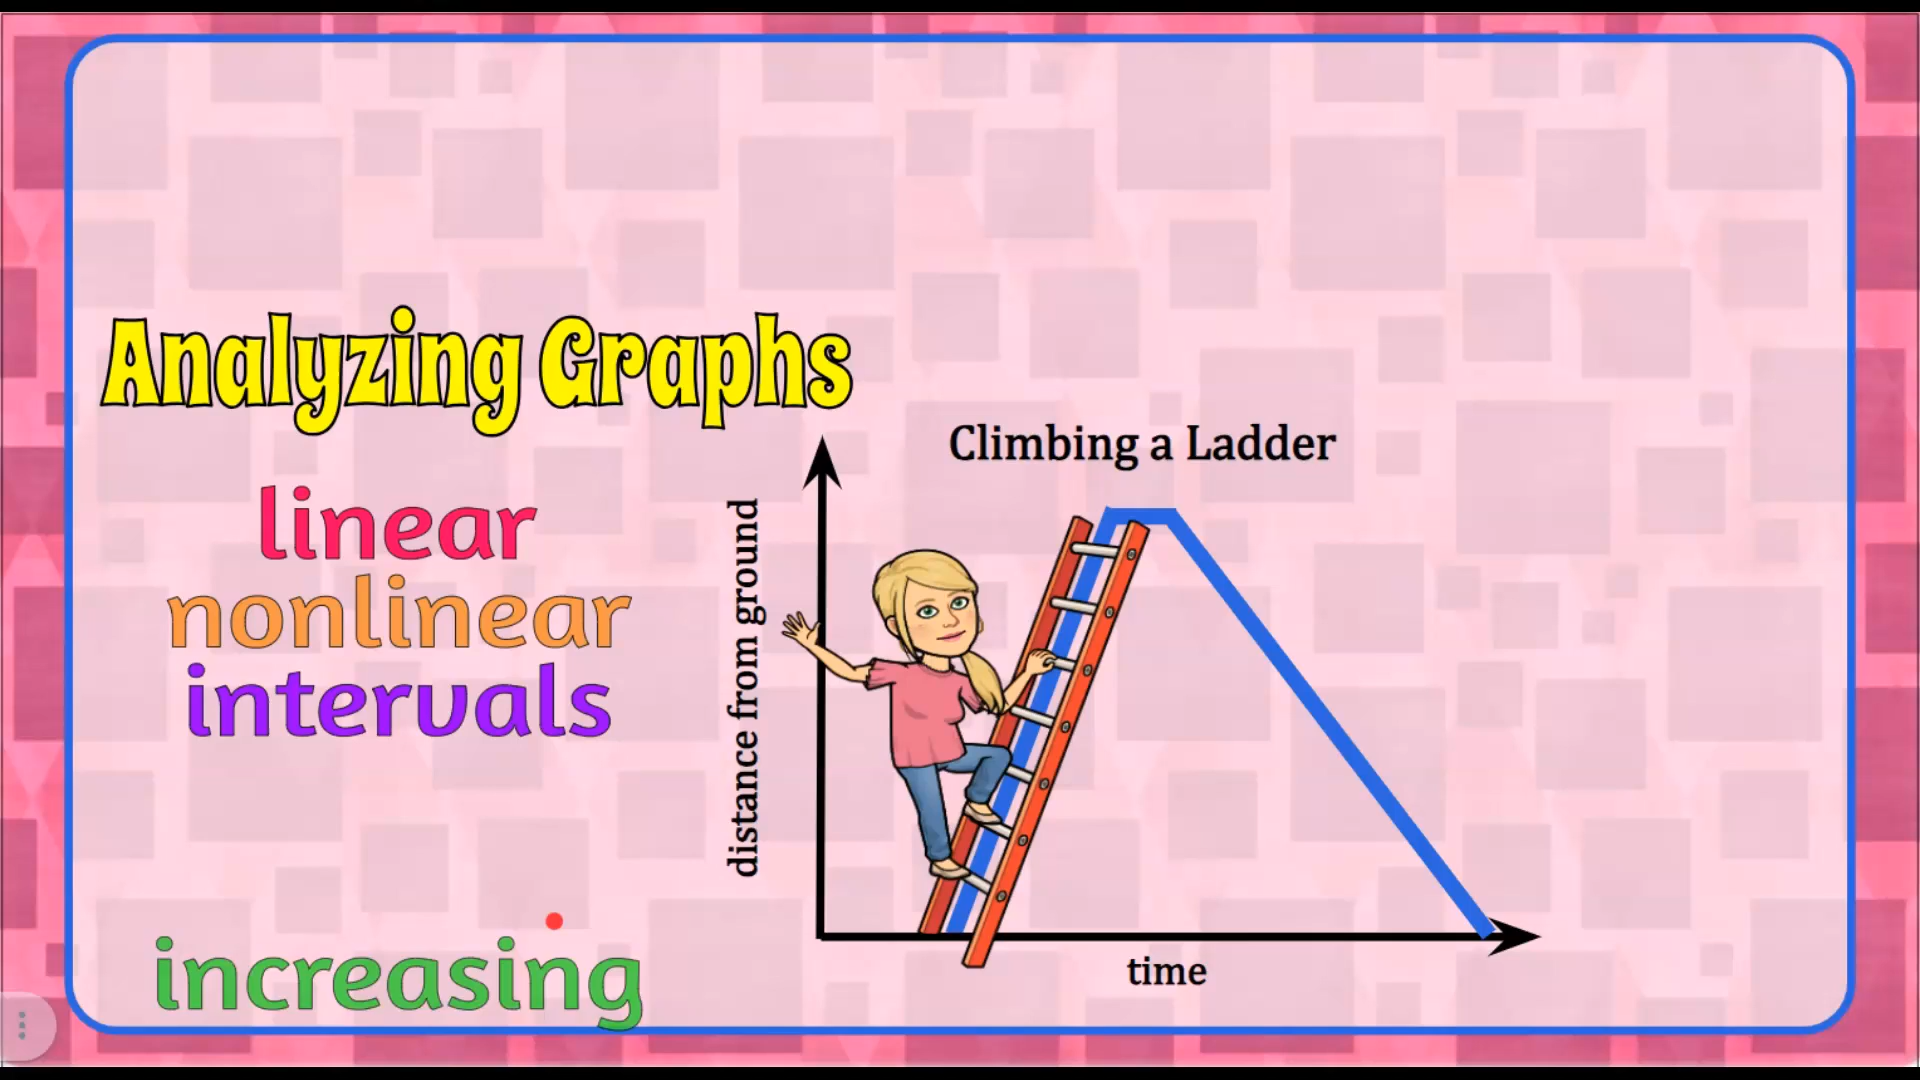 Analyzing Graphs
linear
nonlinear
intervals
increasing
Climbing a Ladder
distance from ground
time